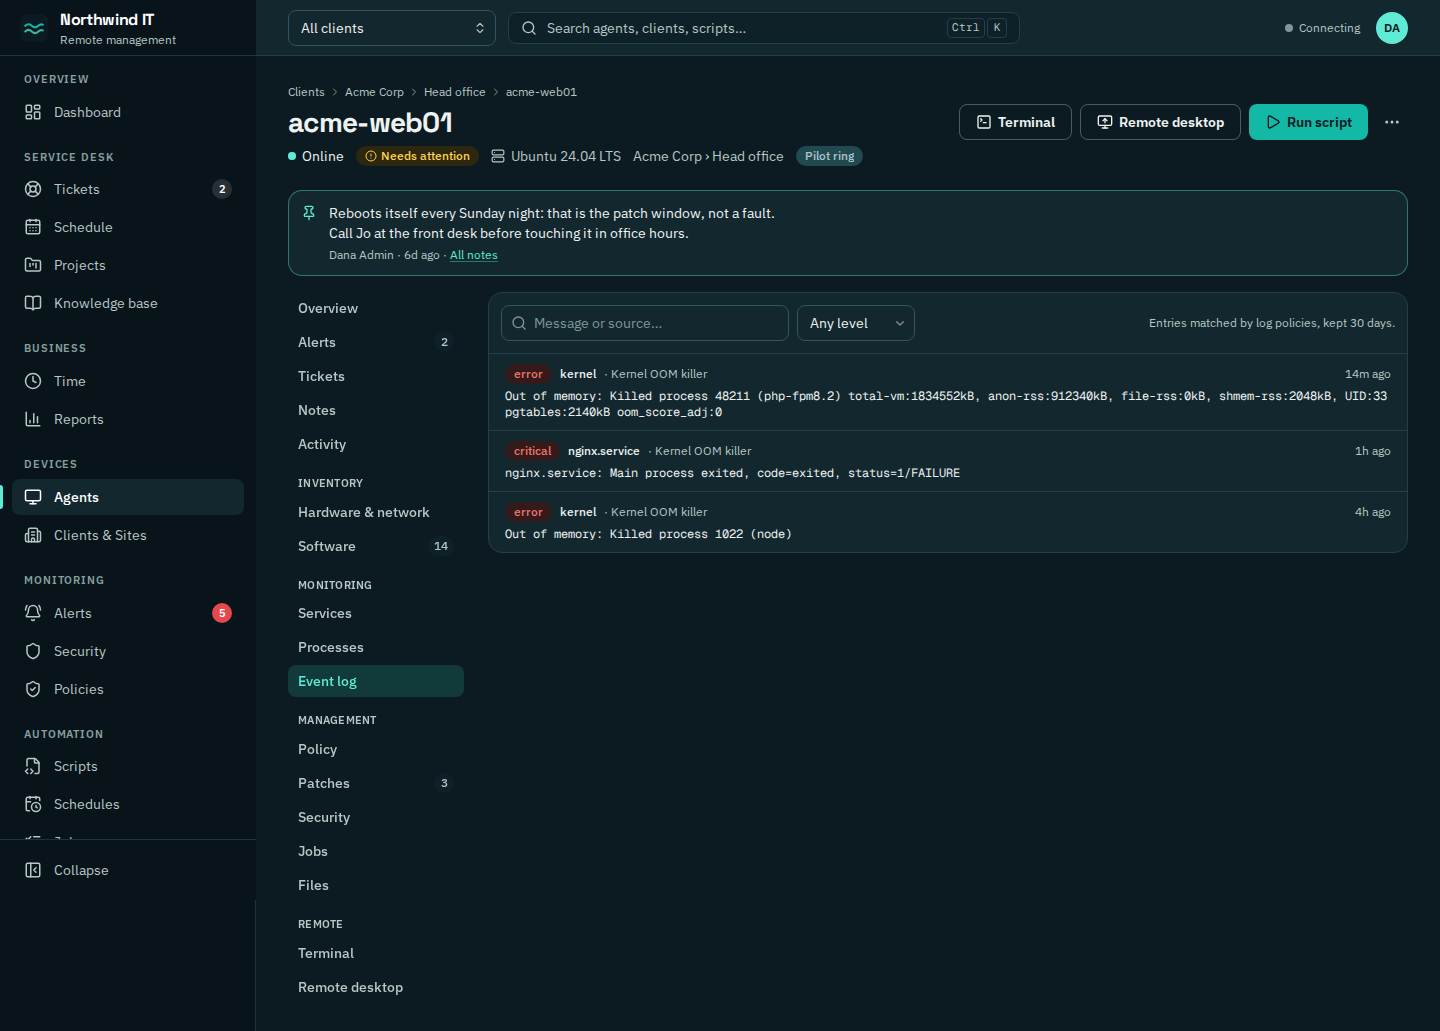 Northwind IT
Remote management
All clients
Search agents, clients, scripts...
Ctrl K
Connecting
DA
OVERVIEW
Dashboard
SERVICE DESK
Tickets 2
Schedule
Projects
Knowledge base
BUSINESS
Time
Reports
DEVICES
Agents
Clients & Sites
MONITORING
Alerts 5
Security
Policies
AUTOMATION
Scripts
Schedules
Collapse
Clients > Acme Corp > Head office > acme-web01
acme-web01
Terminal
Remote desktop
Run script
Online
Needs attention
Ubuntu 24.04 LTS
Acme Corp › Head office
Pilot ring
Reboots itself every Sunday night: that is the patch window, not a fault.
Call Jo at the front desk before touching it in office hours.
Dana Admin · 6d ago · All notes
Overview
Alerts 2
Tickets
Notes
Activity
INVENTORY
Hardware & network
Software 14
MONITORING
Services
Processes
Event log
MANAGEMENT
Policy
Patches 3
Security
Jobs
Files
REMOTE
Terminal
Remote desktop
Message or source...
Any level
Entries matched by log policies, kept 30 days.
error kernel · Kernel OOM killer 14m ago
Out of memory: Killed process 48211 (php-fpm8.2) total-vm:1834552kB, anon-rss:912340kB, file-rss:0kB, shmem-rss:2048kB, UID:33
pgtables:2140kB oom_score_adj:0
critical nginx.service · Kernel OOM killer 1h ago
nginx.service: Main process exited, code=exited, status=1/FAILURE
error kernel · Kernel OOM killer 4h ago
Out of memory: Killed process 1022 (node)